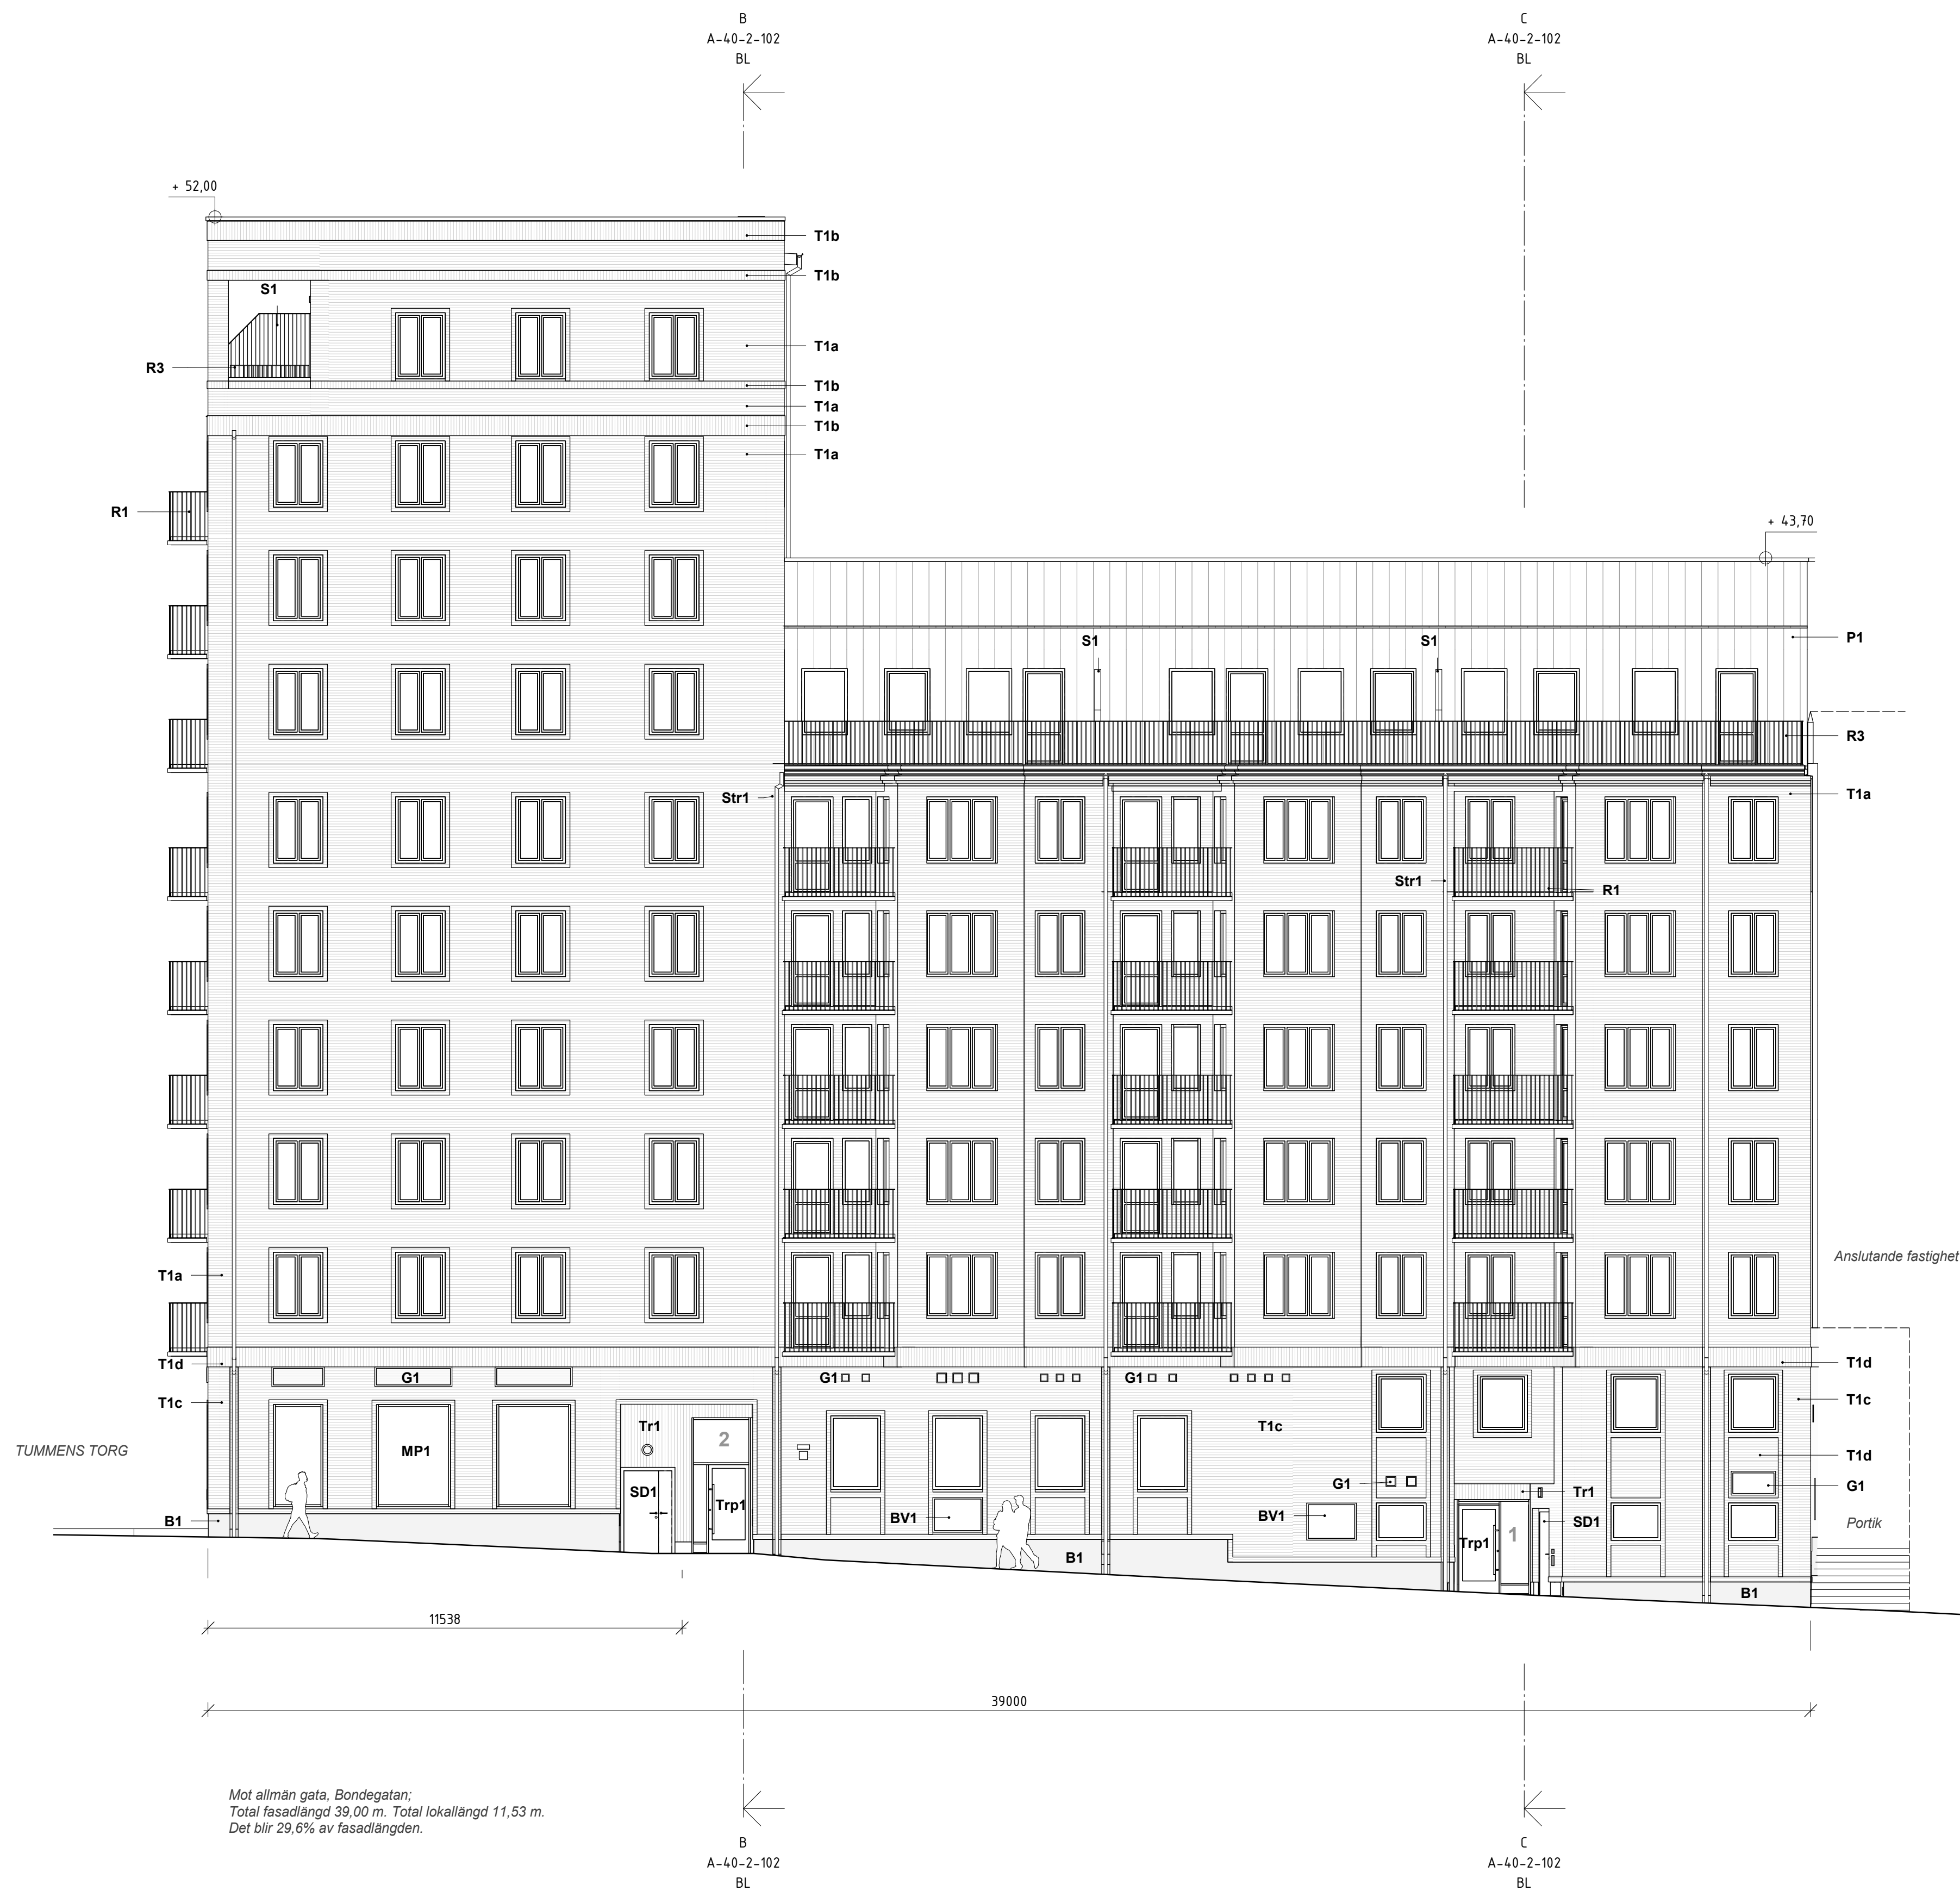 B
A-40-2-102
BL
C
A-40-2-102
BL
+ 52,00
T1b
T1b
S1
T1a
R3
T1b
T1a
T1b
T1a
R1
+ 43,70
S1
S1
P1
R3
Str1
T1a
Str1
R1
Anslutande fastighet
T1a
T1d
T1d
G1
G1
G1
T1c
T1c
Tr1
T1c
2
TUMMENS TORG
MP1
T1d
G1
G1
SD1
Tr1
Trp1
BV1
BV1
B1
SD1
Portik
1
Trp1
B1
B1
11538
39000
Mot allmän gata, Bondegatan;
Total fasadlängd 39,00 m. Total lokallängd 11,53 m.
Det blir 29,6% av fasadlängden.
B
A-40-2-102
BL
C
A-40-2-102
BL